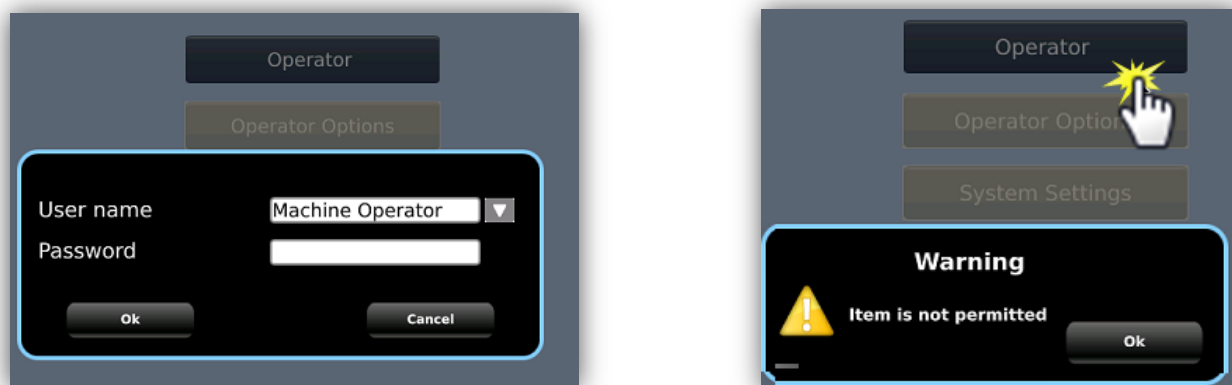 Operator
Operator Options
User name
Machine Operator
Password
Ok
Cancel
Operator
Operator Option
System Settings
Warning
Item is not permitted
Ok